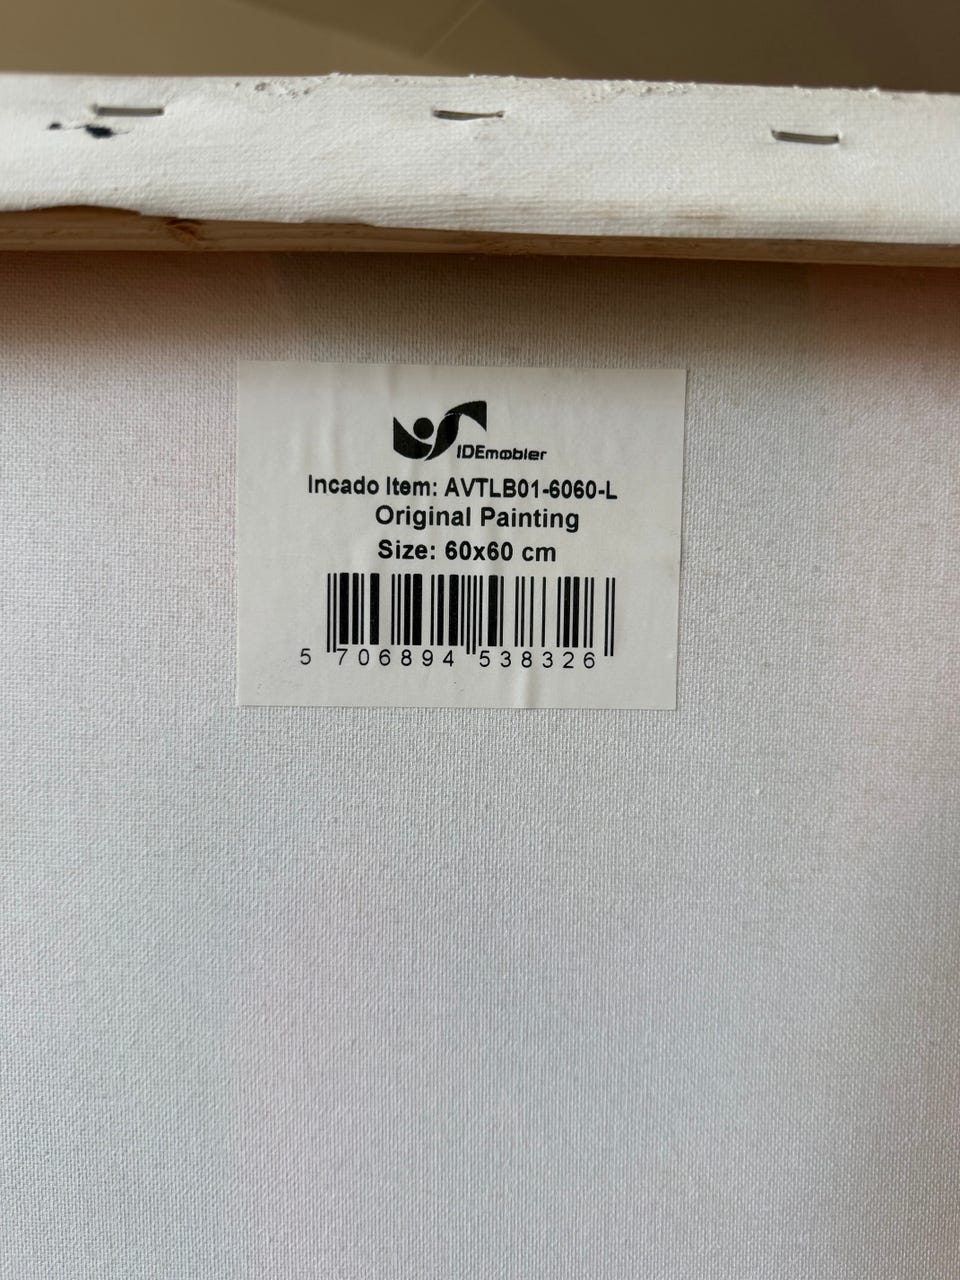 IDEmøbler
Incado Item: AVTLB01-6060-L
Original Painting
Size: 60x60 cm
5 706894 538326